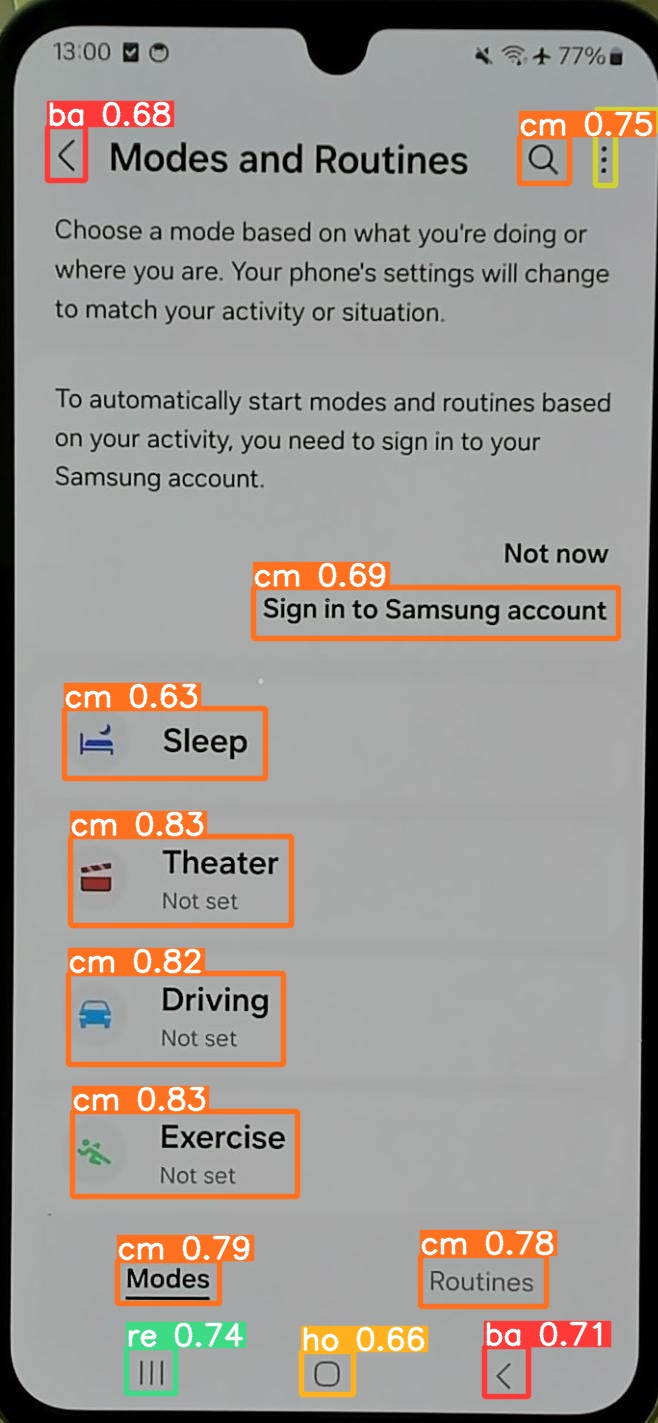 13:00 77%
ba 0.68
cm 0.75
Modes and Routines
Choose a mode based on what you're doing or
where you are. Your phone's settings will change
to match your activity or situation.
To automatically start modes and routines based
on your activity, you need to sign in to your
Samsung account.
Not now
cm 0.69
Sign in to Samsung account
cm 0.63
Sleep
cm 0.83
Theater
Not set
cm 0.82
Driving
Not set
cm 0.83
Exercise
Not set
cm 0.79
Modes
cm 0.78
Routines
re 0.74
ho 0.66
ba 0.71